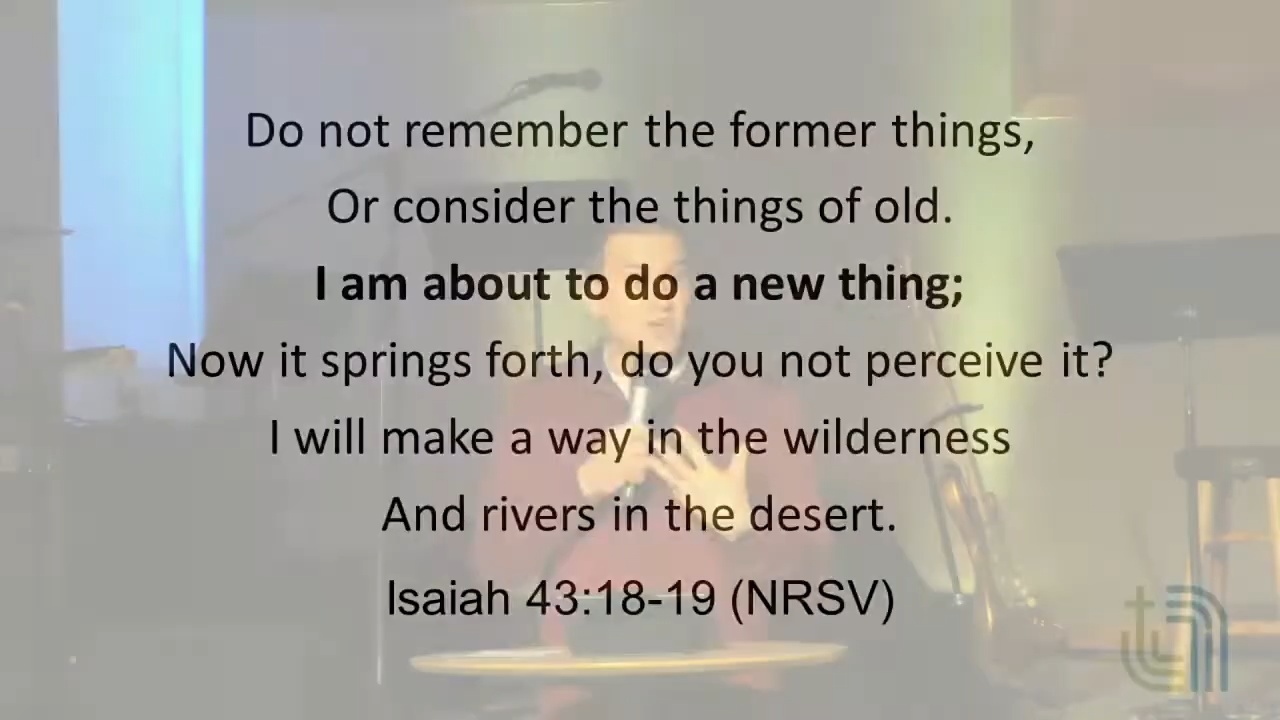 Do not remember the former things,
Or consider the things of old.
I am about to do a new thing;
Now it springs forth, do you not perceive it?
I will make a way in the wilderness
And rivers in the desert.
Isaiah 43:18-19 (NRSV)